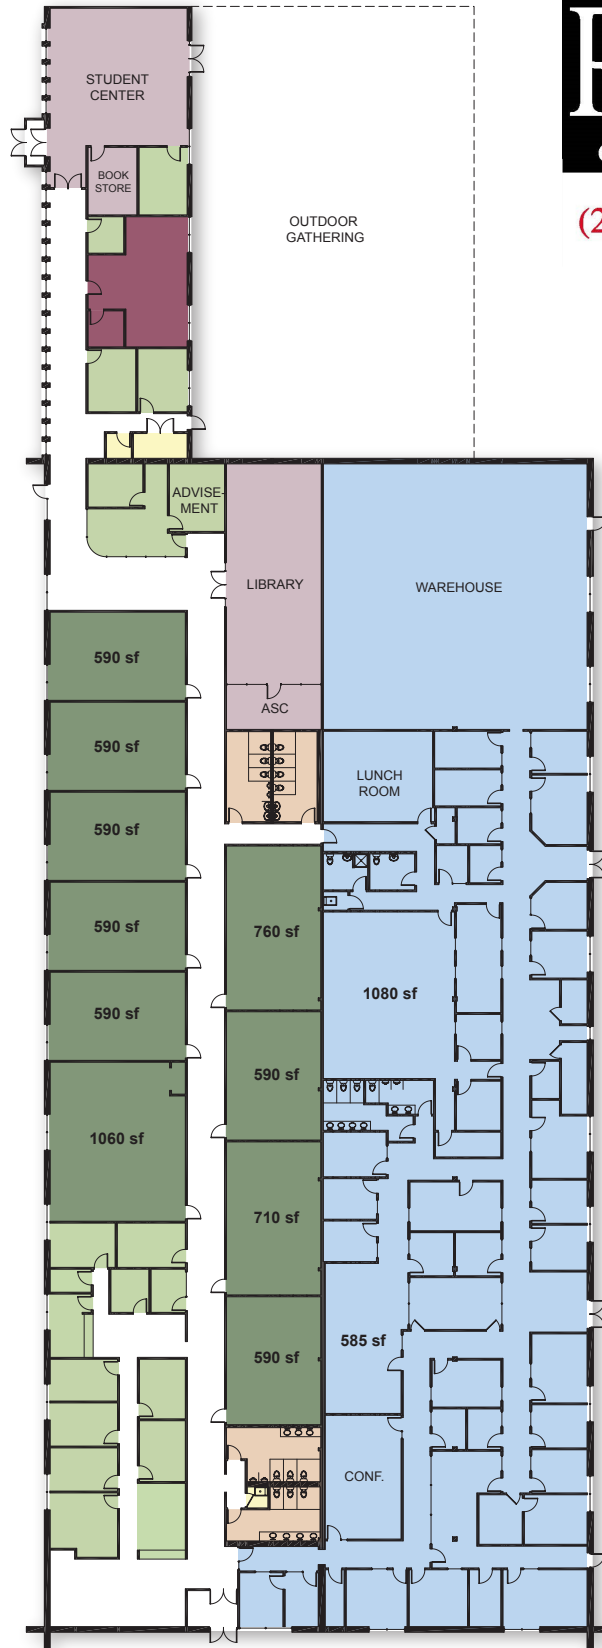 STUDENT
CENTER
BOOK
STORE
OUTDOOR
GATHERING
(2
ADVISE-
MENT
LIBRARY
WAREHOUSE
590 sf
ASC
590 sf
LUNCH
ROOM
590 sf
590 sf
760 sf
1080 sf
590 sf
590 sf
1060 sf
710 sf
585 sf
590 sf
CONF.